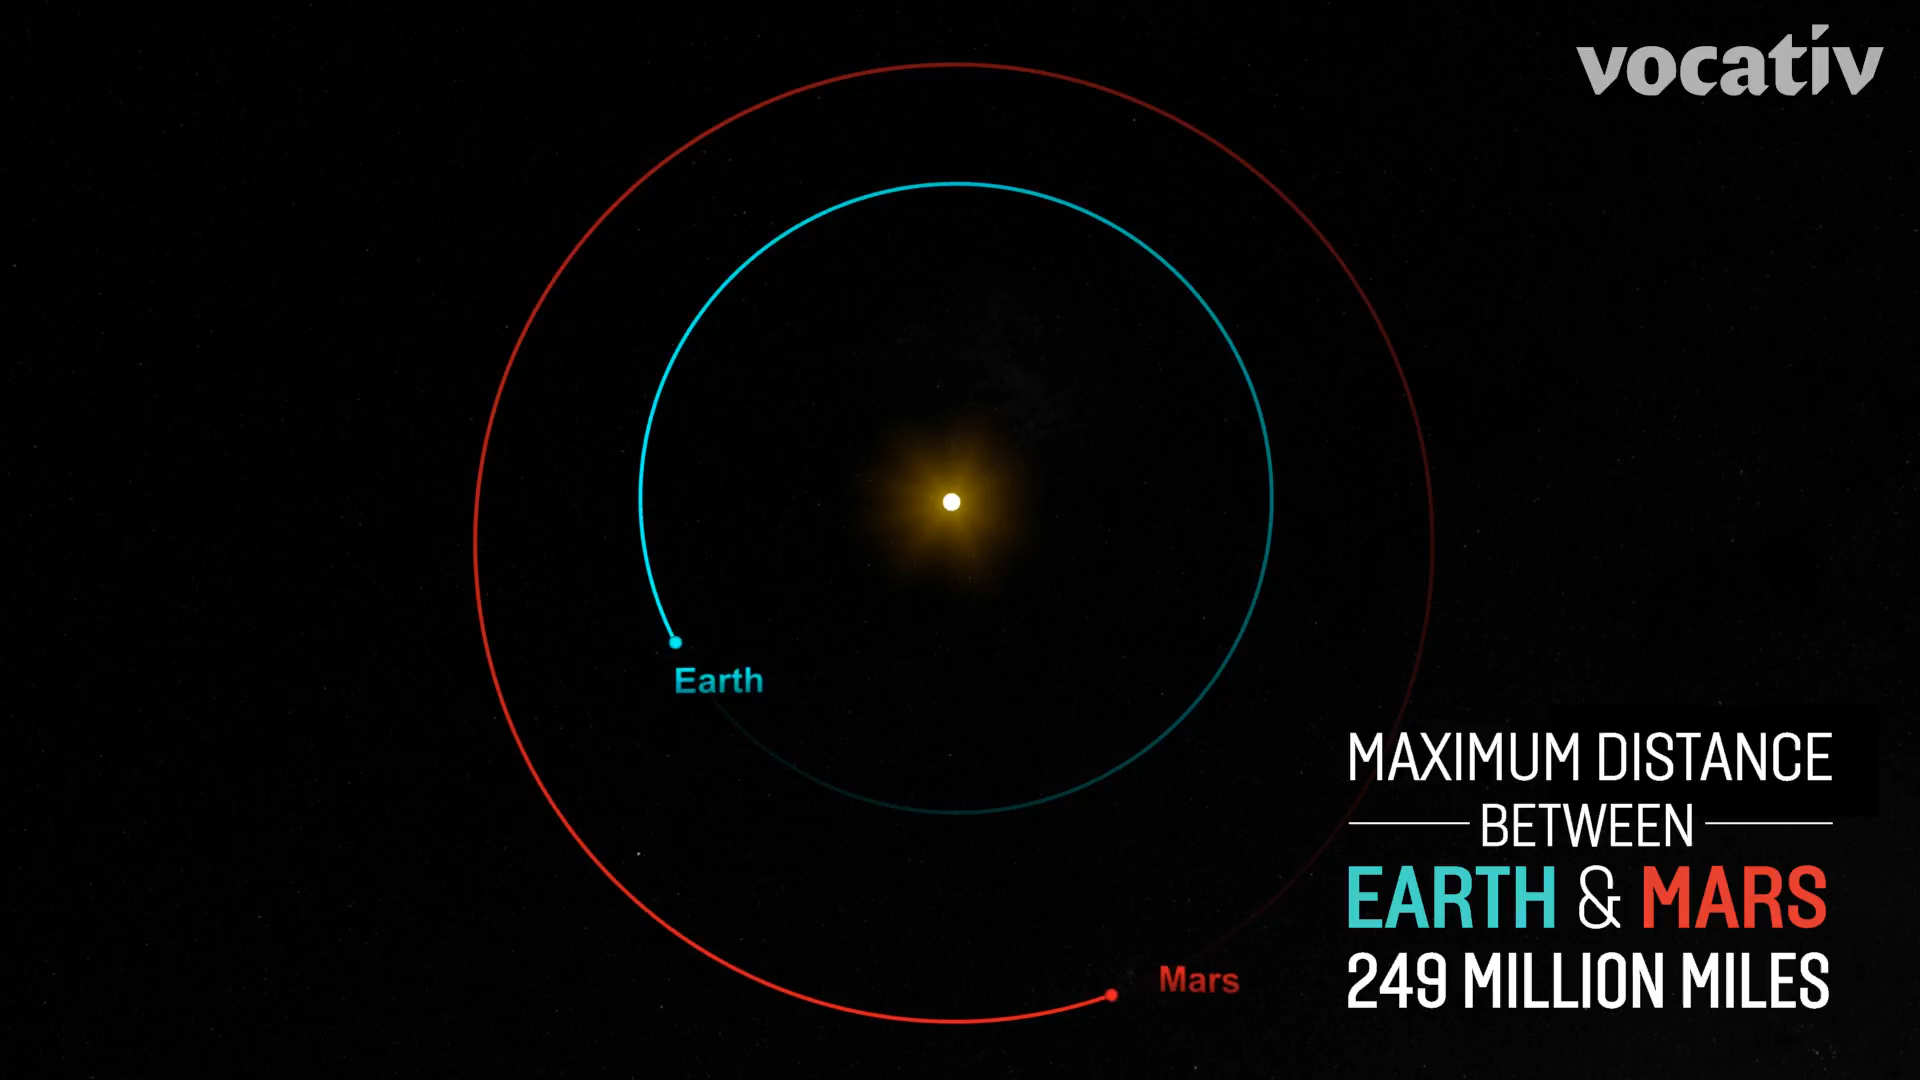 vocativ
Earth
Mars
MAXIMUM DISTANCE
BETWEEN
EARTH & MARS
249 MILLION MILES